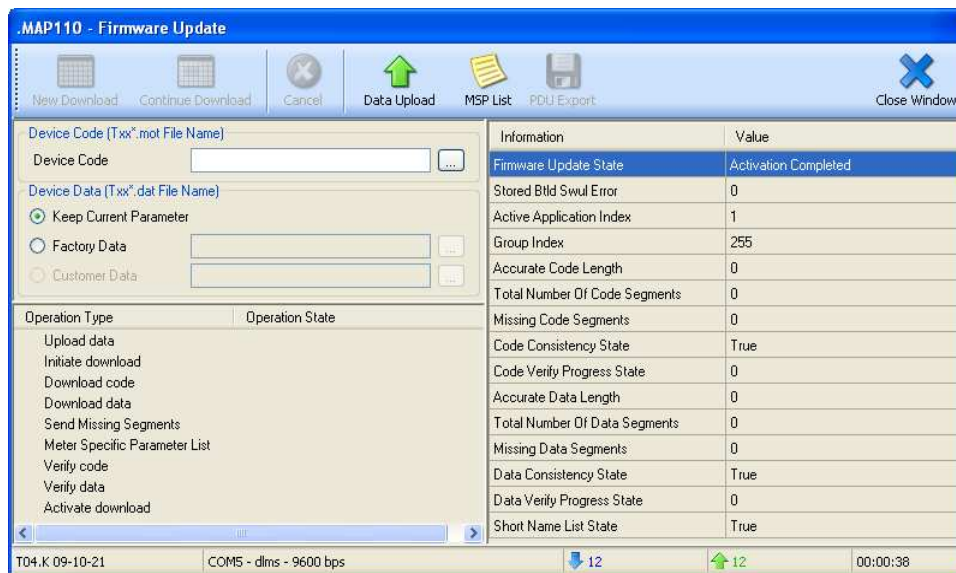 .MAP110 - Firmware Update
New Download Continue Download Cancel Data Upload MSP List PDU Export Close Window
Device Code (Txx*.mot File Name)
Device Code ...
Device Data (Txx*.dat File Name)
Keep Current Parameter
Factory Data ...
Customer Data ...
Operation Type Operation State
Upload data
Initiate download
Download code
Download data
Send Missing Segments
Meter Specific Parameter List
Verify code
Verify data
Activate download
Information Value
Firmware Update State Activation Completed
Stored Btld Swul Error 0
Active Application Index 1
Group Index 255
Accurate Code Length 0
Total Number Of Code Segments 0
Missing Code Segments 0
Code Consistency State True
Code Verify Progress State 0
Accurate Data Length 0
Total Number Of Data Segments 0
Missing Data Segments 0
Data Consistency State True
Data Verify Progress State 0
Short Name List State True
T04.K 09-10-21 COM5 - dlms - 9600 bps 12 12 00:00:38